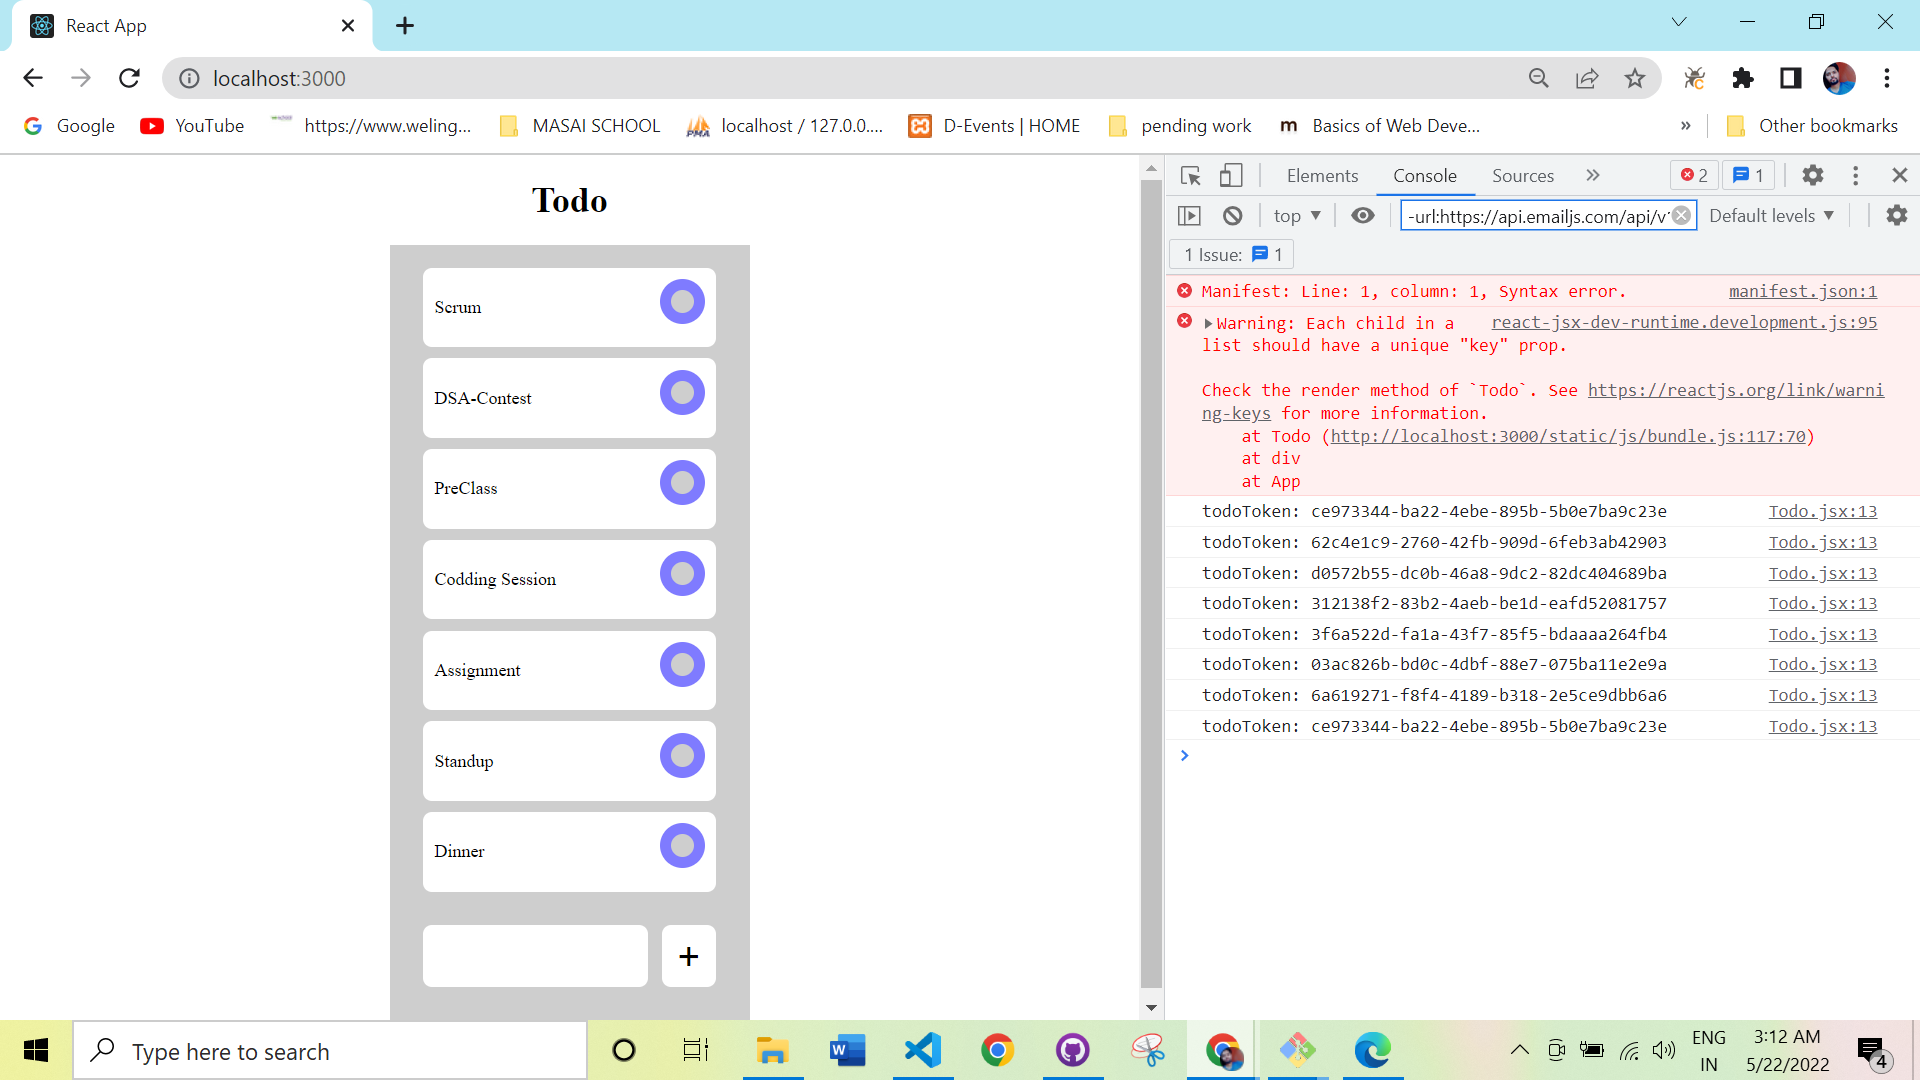 React App
localhost:3000
Google
YouTube
https://www.weling...
MASAI SCHOOL
localhost / 127.0.0....
D-Events | HOME
pending work
m
Basics of Web Deve...
»
Other bookmarks
Todo
Scrum
DSA-Contest
PreClass
Codding Session
Assignment
Standup
Dinner
+
Elements
Console
Sources
»
2
1
top
-url:https://api.emailjs.com/api/v
Default levels
1 Issue: 1
Manifest: Line: 1, column: 1, Syntax error. manifest.json:1
Warning: Each child in a react-jsx-dev-runtime.development.js:95
list should have a unique "key" prop.
Check the render method of `Todo`. See https://reactjs.org/link/warni
ng-keys for more information.
at Todo (http://localhost:3000/static/js/bundle.js:117:70)
at div
at App
todoToken: ce973344-ba22-4ebe-895b-5b0e7ba9c23e Todo.jsx:13
todoToken: 62c4e1c9-2760-42fb-909d-6feb3ab42903 Todo.jsx:13
todoToken: d0572b55-dc0b-46a8-9dc2-82dc404689ba Todo.jsx:13
todoToken: 312138f2-83b2-4aeb-be1d-eafd52081757 Todo.jsx:13
todoToken: 3f6a522d-fa1a-43f7-85f5-bdaaaa264fb4 Todo.jsx:13
todoToken: 03ac826b-bd0c-4dbf-88e7-075ba11e2e9a Todo.jsx:13
todoToken: 6a619271-f8f4-4189-b318-2e5ce9dbb6a6 Todo.jsx:13
todoToken: ce973344-ba22-4ebe-895b-5b0e7ba9c23e Todo.jsx:13
Type here to search
ENG
IN
3:12 AM
5/22/2022
4